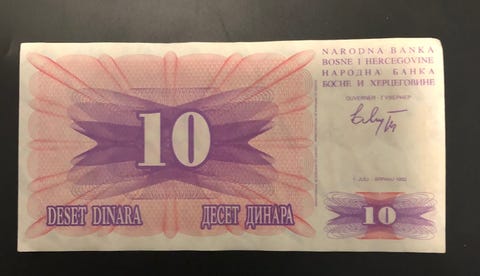 NARODNA BANKA
BOSNE I HERCEGOVINE
НАРОДНА БАНКА
БОСНЕ И ХЕРЦЕГОВИНЕ
GUVERNER - ГУВЕРНЕР
10
1. JULI - 1992
DESET DINARA
ДЕСЕТ ДИНАРА
10